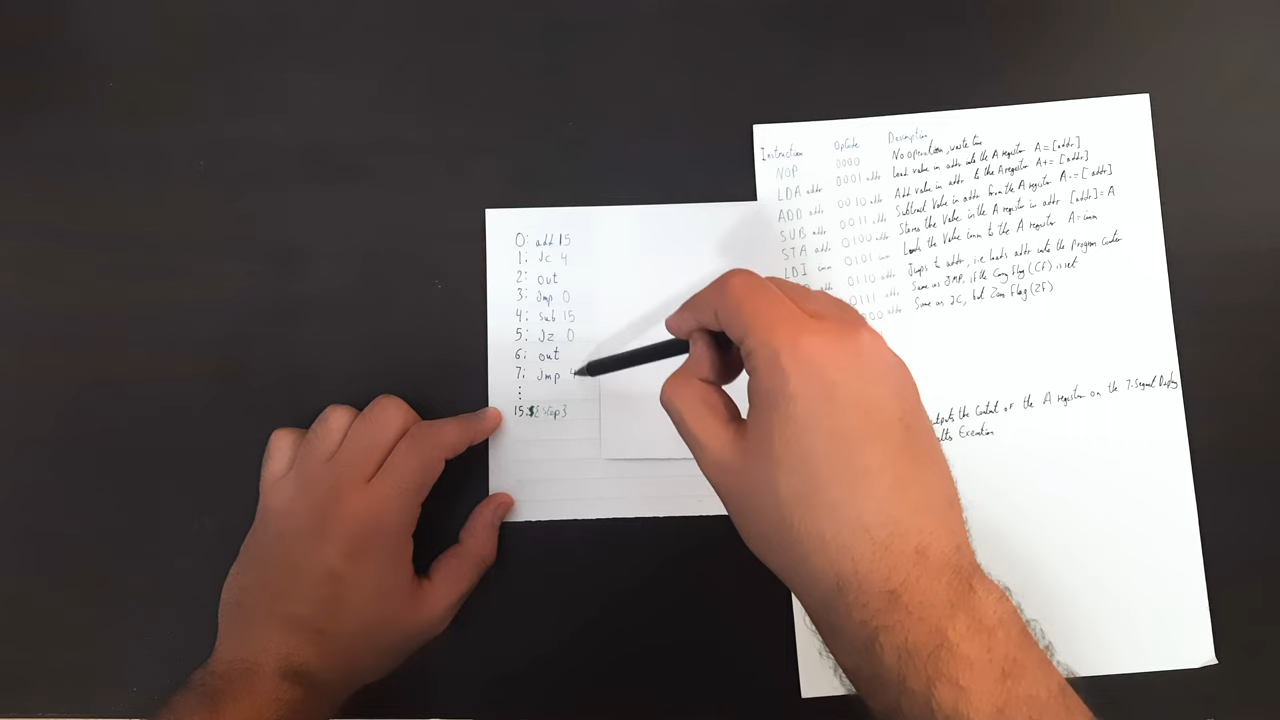 0: add 15
1: Jc 4
2: out
3: Jmp 0
4: sub 15
5: Jz 0
6: out
7: Jmp 4
⋮
15: {step}
Instruction Opcode Description
NOP 0000 No operation, waste time
LDA addr 0001 addr Load value in addr into the A register A=[addr]
ADD addr 0010 addr Add value in addr to the A register A+=[addr]
SUB addr 0011 addr Subtract Value in addr from the A register A-=[addr]
STA addr 0100 addr Stores the Value in the A register in addr [addr]=A
LDI imm 0101 imm Loads the Value imm to the A register A=imm
addr 0110 addr Jumps to addr, i.e loads addr into the Program Counter
0111 addr Same as JMP, if the Carry Flag (CF) is set
00 addr Same as JC, but Zero Flag (ZF)
utputs the Content of the A register on the 7-Segment Display
alts Execution